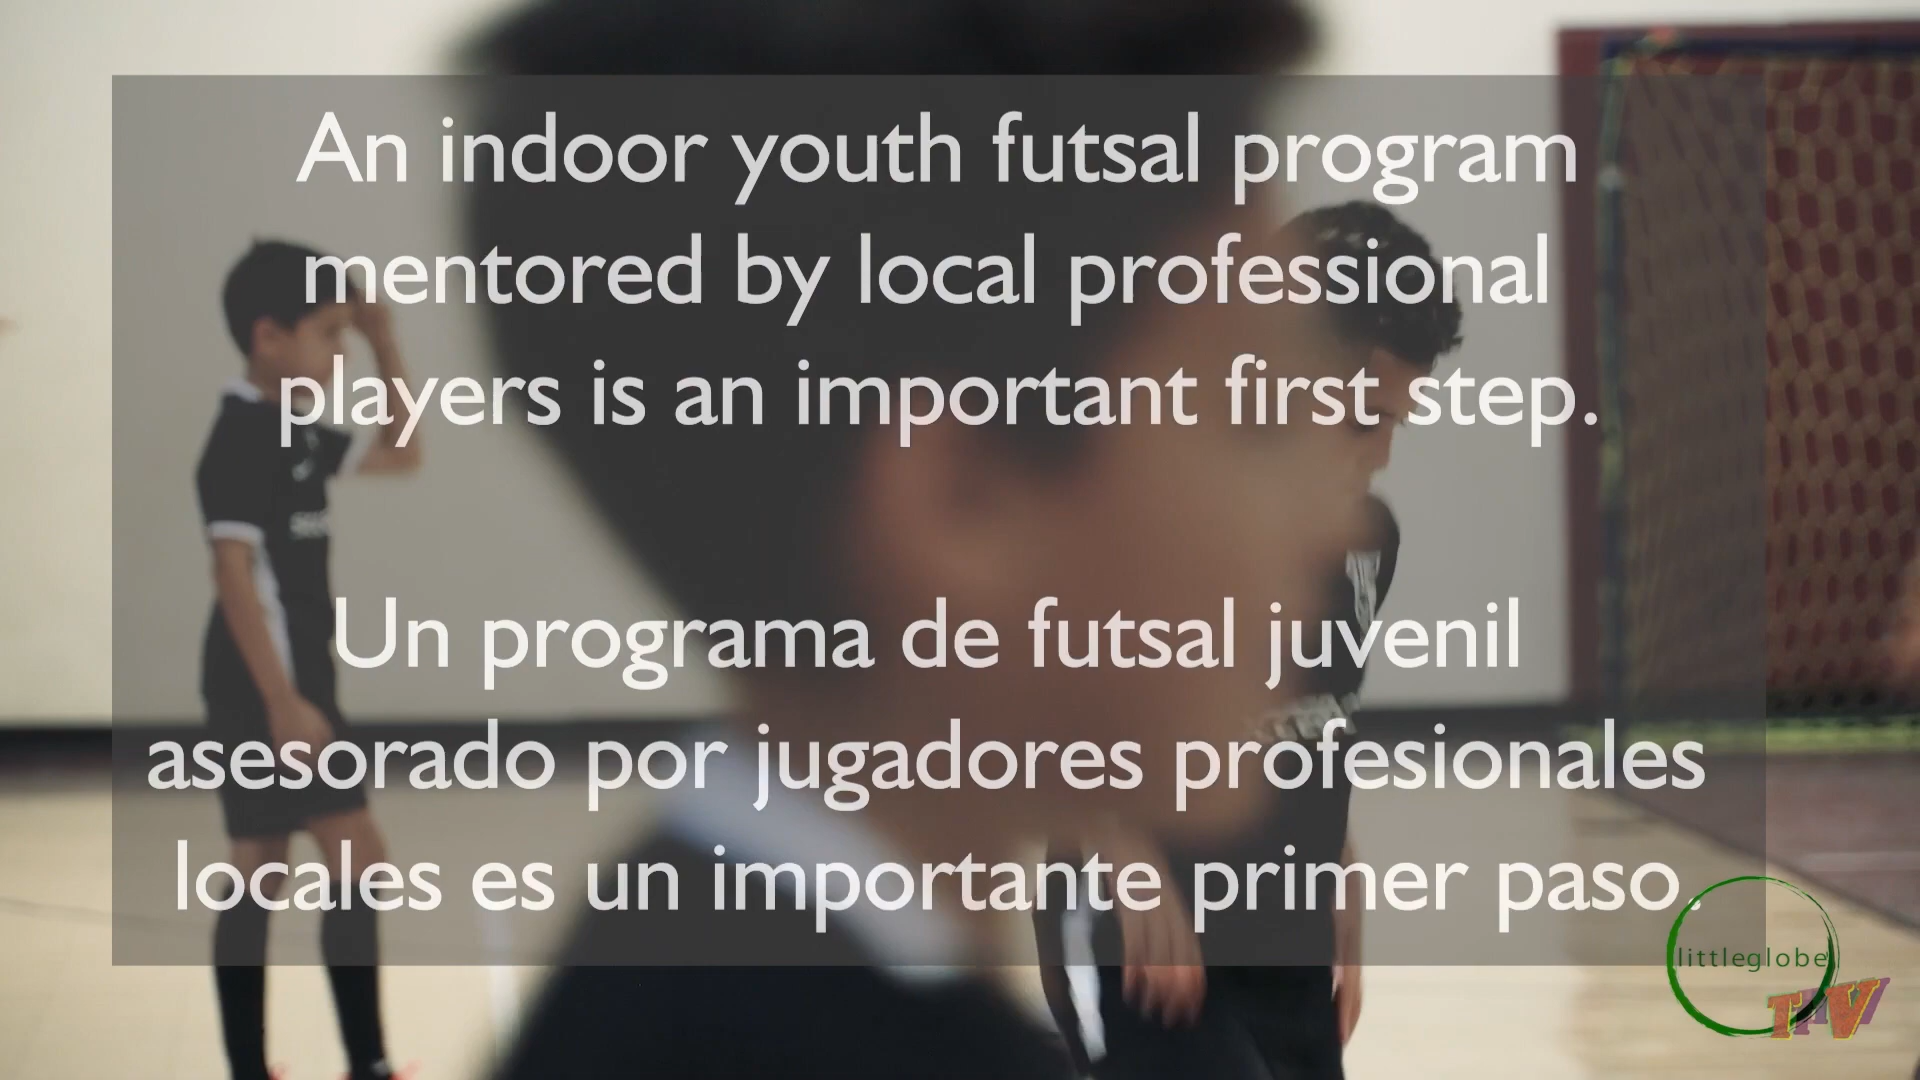 An indoor youth futsal program
mentored by local professional
players is an important first step.
Un programa de futsal juvenil
asesorado por jugadores profesionales
locales es un importante primer paso.
littleglobe